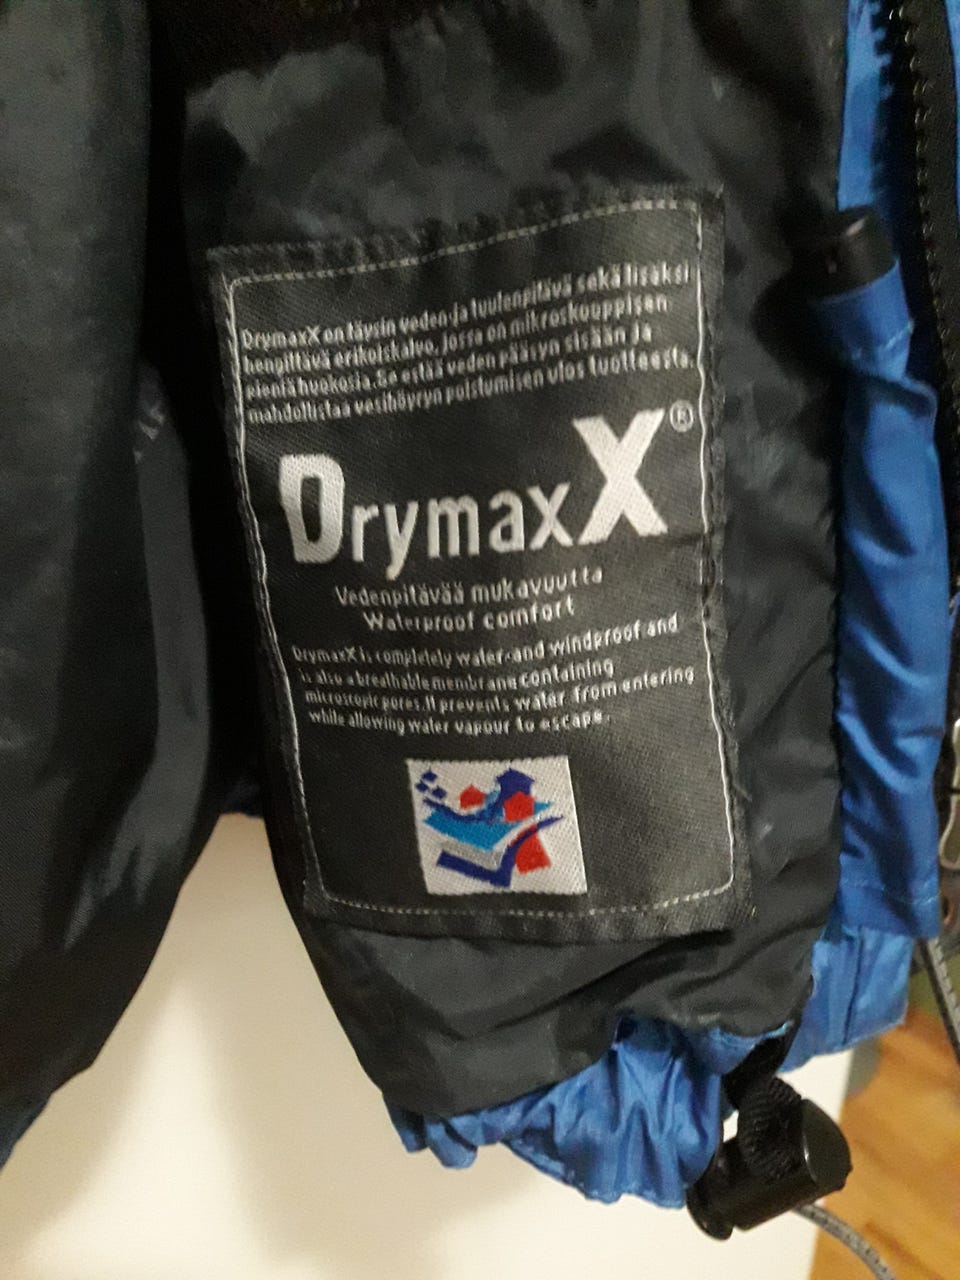 DrymaxX on täysin veden-ja tuulenpitävä sekä lisäksi
hengittävä erikoiskalvo, jossa on mikroskooppisen
pieniä huokosia. Se estää veden pääsyn sisään ja
mahdollistaa vesihöyryn poistumisen ulos tuotteesta.
DrymaxX®
Vedenpitävää mukavuutta
Waterproof comfort
DrymaxX is completely water-and windproof and
is also a breathable membrane containing
microscopic pores. It prevents water from entering
while allowing water vapour to escape.